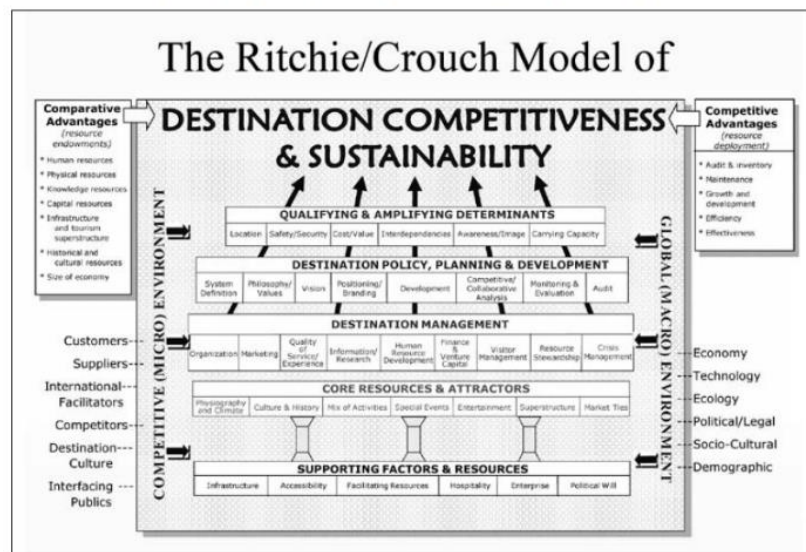 The Ritchie/Crouch Model of
DESTINATION COMPETITIVENESS
& SUSTAINABILITY
Comparative
Advantages
(resource
endowments)
* Human resources
* Physical resources
* Knowledge resources
* Capital resources
* Infrastructure
and tourism
superstructure
* Historical and
cultural resources
* Size of economy
Competitive
Advantages
(resource
deployment)
* Audit & inventory
* Maintenance
* Growth and
development
* Efficiency
* Effectiveness
COMPETITIVE (MICRO) ENVIRONMENT
Customers
Suppliers
International
Facilitators
Competitors
Destination
Culture
Interfacing
Publics
QUALIFYING & AMPLIFYING DETERMINANTS
Location Safety/Security Cost/Value Interdependencies Awareness/Image Carrying Capacity
DESTINATION POLICY, PLANNING & DEVELOPMENT
System
Definition
Philosophy/
Values
Vision
Positioning/
Branding
Development
Competitive/
Collaborative
Analysis
Monitoring &
Evaluation
Audit
DESTINATION MANAGEMENT
Organization
Marketing
Quality
of
Service/
Experience
Information/
Research
Human
Resource
Development
Finance
&
Venture
Capital
Visitor
Management
Resource
Stewardship
Crisis
Management
CORE RESOURCES & ATTRACTORS
Physiography
and Climate
Culture & History
Mix of Activities
Special Events
Entertainment
Superstructure
Market Ties
SUPPORTING FACTORS & RESOURCES
Infrastructure Accessibility Facilitating Resources Hospitality Enterprise Political Will
GLOBAL (MACRO) ENVIRONMENT
Economy
Technology
Ecology
Political/Legal
Socio-Cultural
Demographic